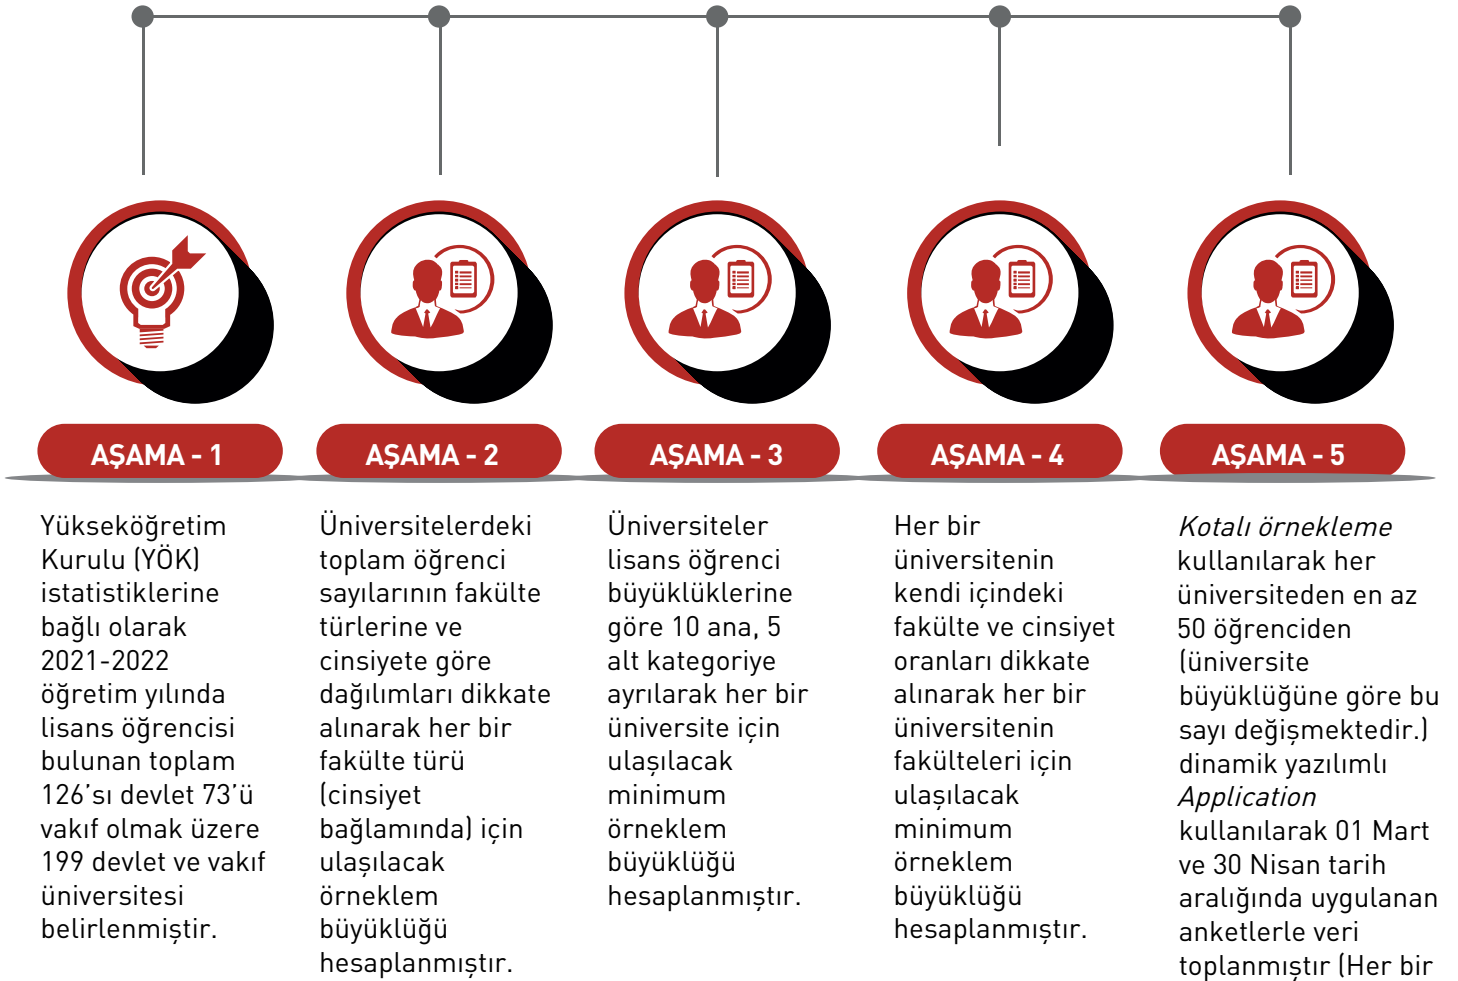 AŞAMA - 1
Yükseköğretim
Kurulu (YÖK)
istatistiklerine
bağlı olarak
2021-2022
öğretim yılında
lisans öğrencisi
bulunan toplam
126’sı devlet 73’ü
vakıf olmak üzere
199 devlet ve vakıf
üniversitesi
belirlenmiştir.
AŞAMA - 2
Üniversitelerdeki
toplam öğrenci
sayılarının fakülte
türlerine ve
cinsiyete göre
dağılımları dikkate
alınarak her bir
fakülte türü
(cinsiyet
bağlamında) için
ulaşılacak
örneklem
büyüklüğü
hesaplanmıştır.
AŞAMA - 3
Üniversiteler
lisans öğrenci
büyüklüklerine
göre 10 ana, 5
alt kategoriye
ayrılarak her bir
üniversite için
ulaşılacak
minimum
örneklem
büyüklüğü
hesaplanmıştır.
AŞAMA - 4
Her bir
üniversitenin
kendi içindeki
fakülte ve cinsiyet
oranları dikkate
alınarak her bir
üniversitenin
fakülteleri için
ulaşılacak
minimum
örneklem
büyüklüğü
hesaplanmıştır.
AŞAMA - 5
Kotalı örnekleme
kullanılarak her
üniversiteden en az
50 öğrenciden
(üniversite
büyüklüğüne göre bu
sayı değişmektedir.)
dinamik yazılımlı
Application
kullanılarak 01 Mart
ve 30 Nisan tarih
aralığında uygulanan
anketlerle veri
toplanmıştır (Her bir